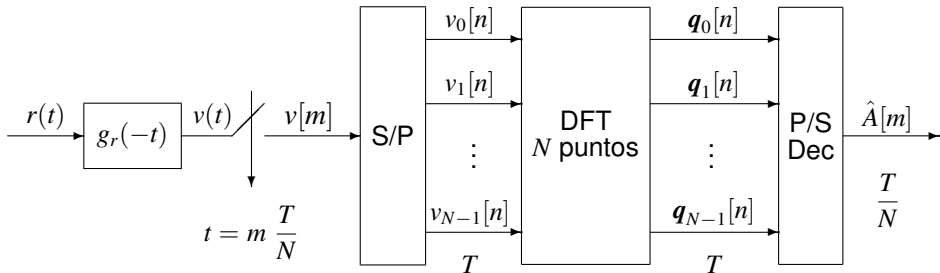 r(t)
g_r(−t)
v(t)
t = m T/N
v[m]
S/P
v_0[n]
v_1[n]
⋮
v_{N−1}[n]
T
DFT
N puntos
q_0[n]
q_1[n]
⋮
q_{N−1}[n]
T
P/S
Dec
Â[m]
T/N